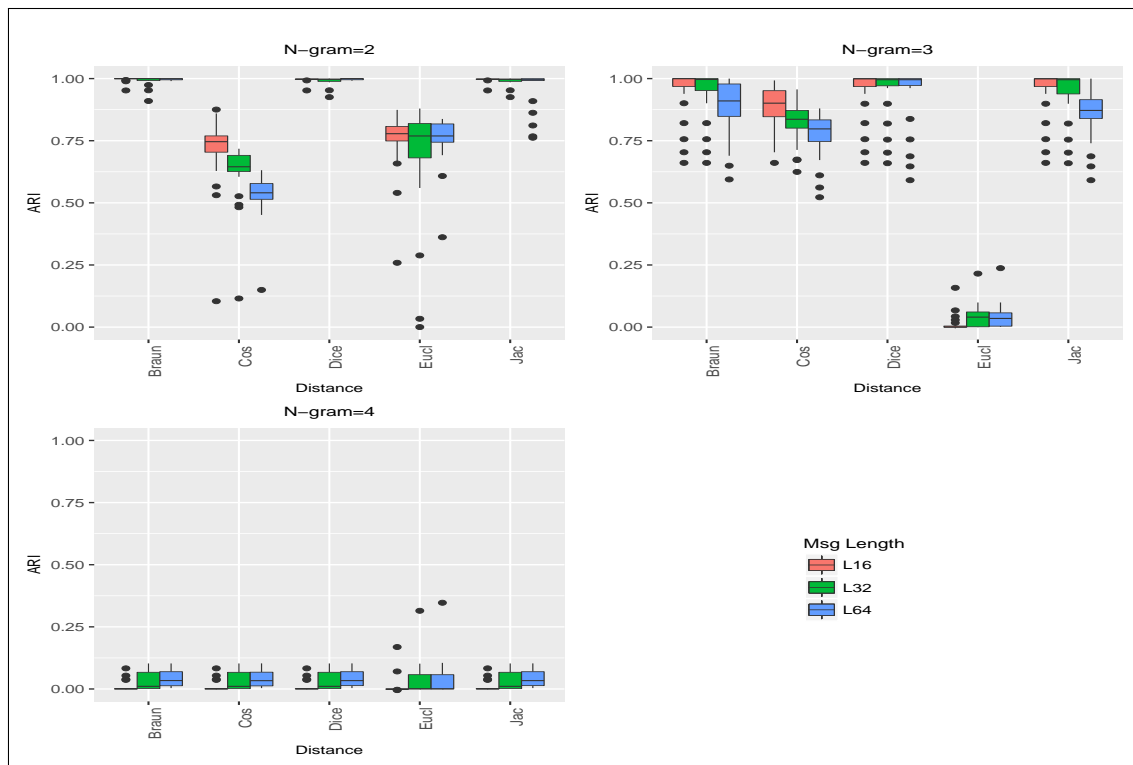 N-gram=2
1.00
0.75
0.50
0.25
0.00
ARI
Braun
Cos
Dice
Eucl
Jac
Distance
N-gram=3
1.00
0.75
0.50
0.25
0.00
ARI
Braun
Cos
Dice
Eucl
Jac
Distance
N-gram=4
1.00
0.75
0.50
0.25
0.00
ARI
Braun
Cos
Dice
Eucl
Jac
Distance
Msg Length
L16
L32
L64